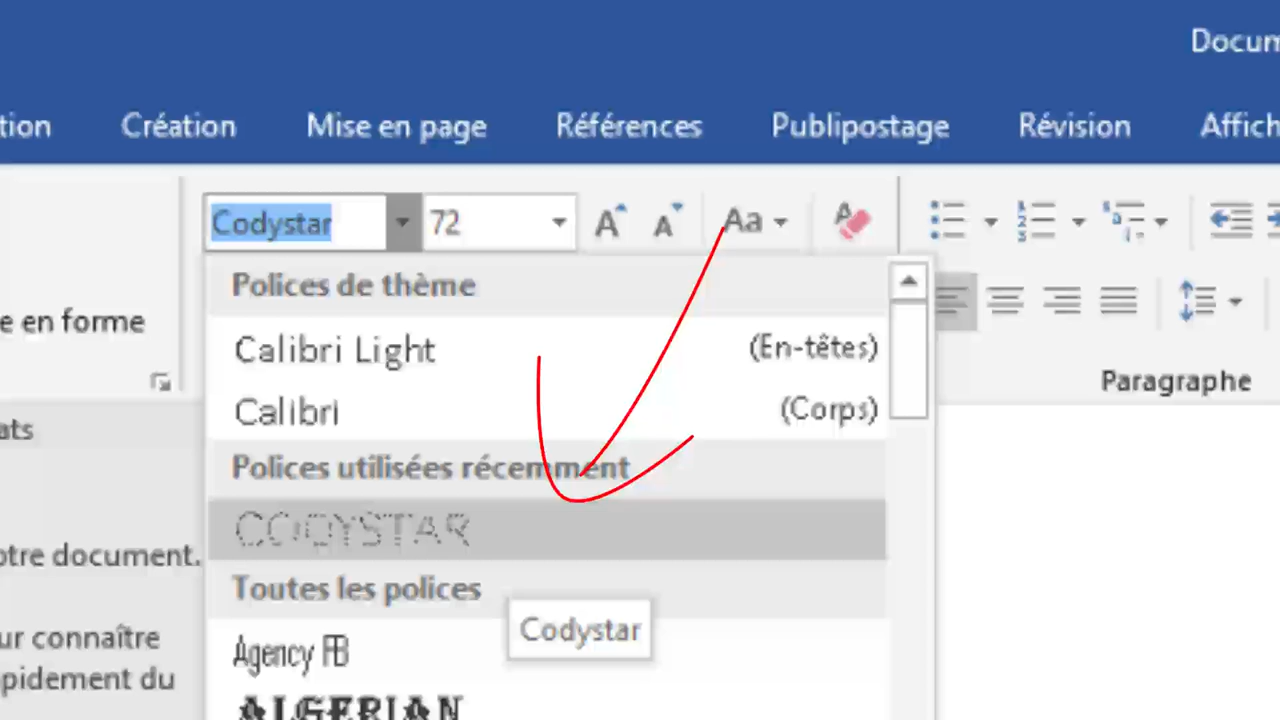 Docum
tion Création Mise en page Références Publipostage Révision Affich
Codystar 72 A A Aa A
Polices de thème
e en forme
Calibri Light (En-têtes)
Paragraphe
Calibri (Corps)
ats
Polices utilisées récemment
CODYSTAR
otre document.
Toutes les polices
Codystar
ur connaître
Agency FB
pidement du
ALGERIAN